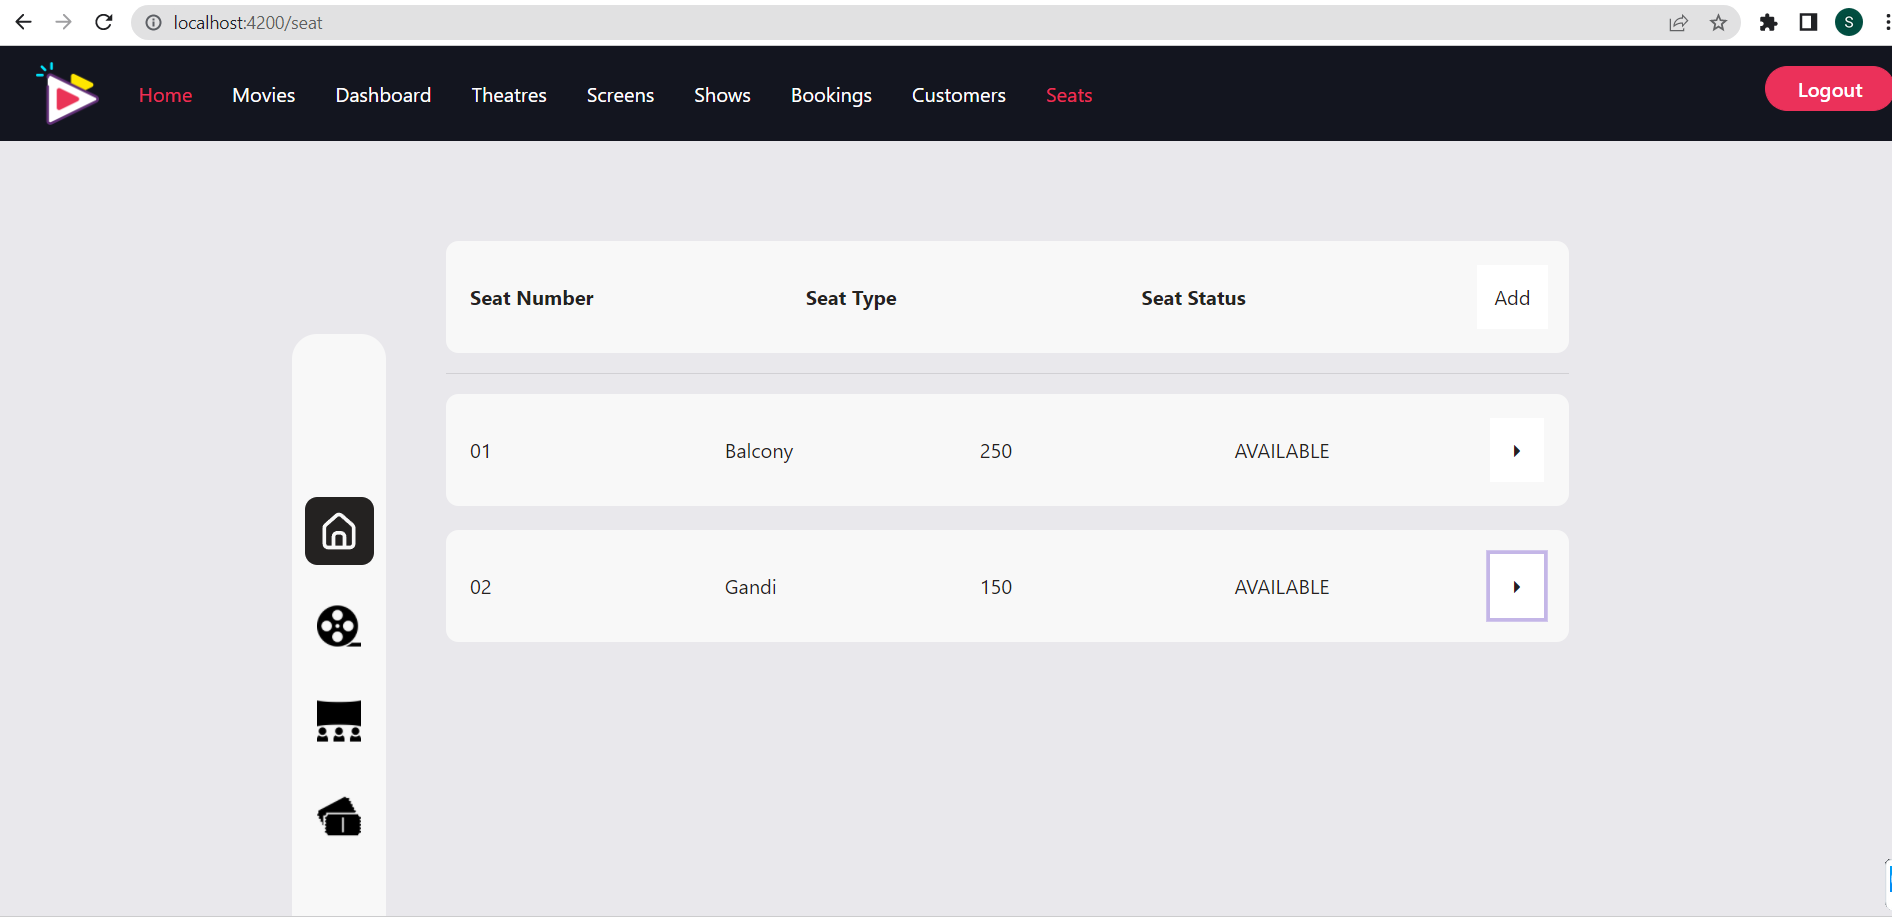 localhost:4200/seat
S
Home Movies Dashboard Theatres Screens Shows Bookings Customers Seats Logout
Seat Number Seat Type Seat Status Add
01 Balcony 250 AVAILABLE
02 Gandi 150 AVAILABLE